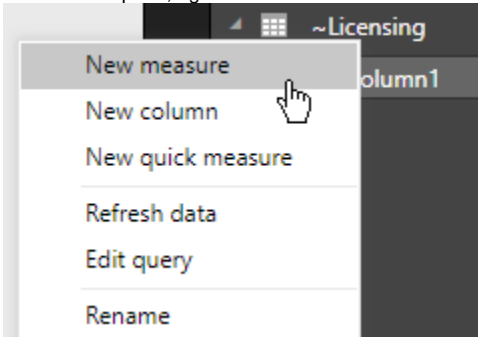 ~Licensing
New measure
olumn1
New column
New quick measure
Refresh data
Edit query
Rename